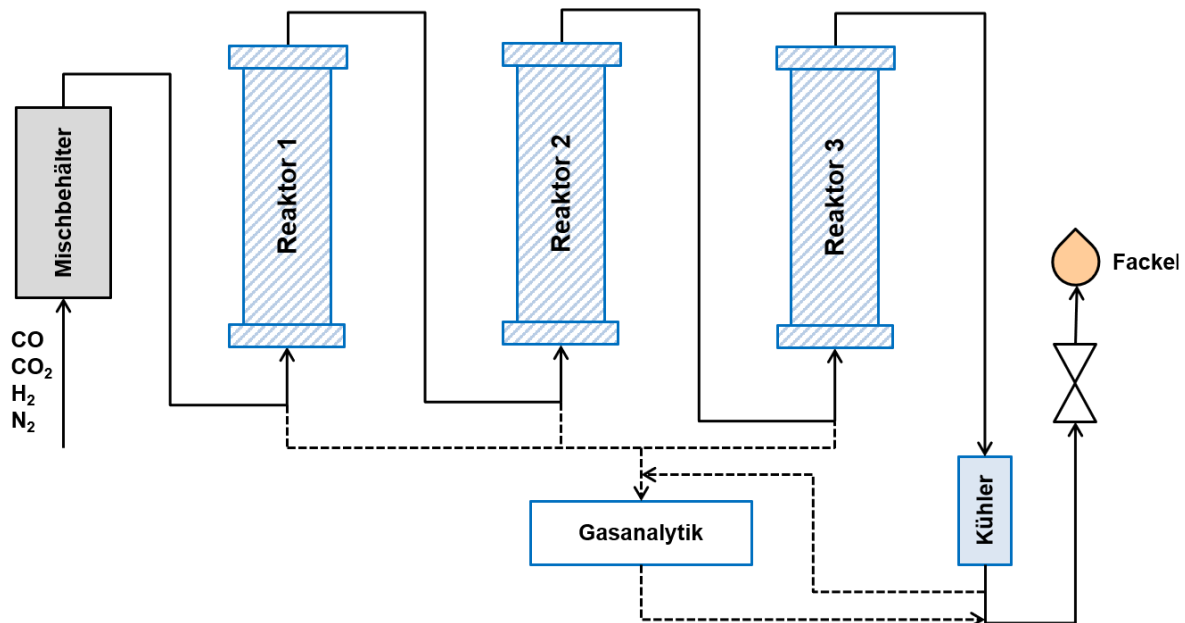 Mischbehälter
CO
CO₂
H₂
N₂
Reaktor 1
Reaktor 2
Reaktor 3
Fackel
Gasanalytik
Kühler